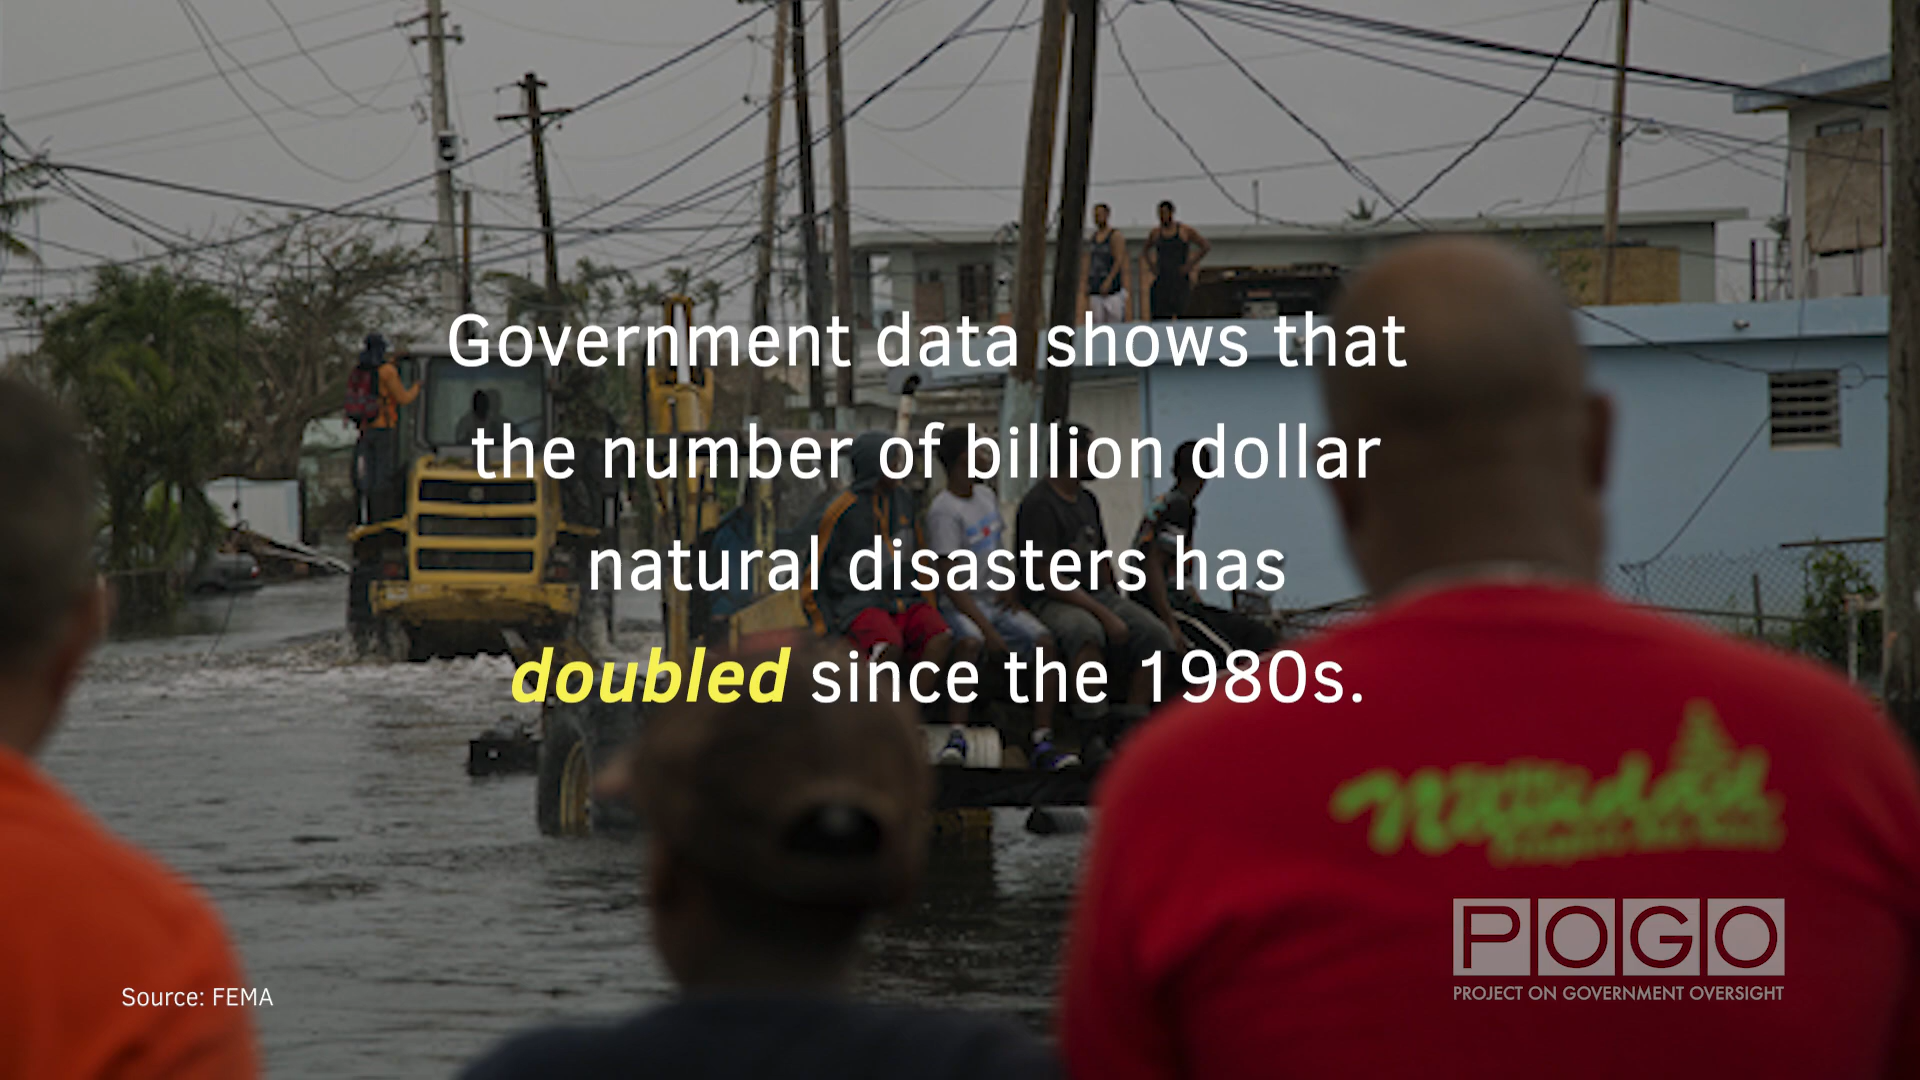 Government data shows that
the number of billion dollar
natural disasters has
doubled since the 1980s.
POGO
PROJECT ON GOVERNMENT OVERSIGHT
Source: FEMA